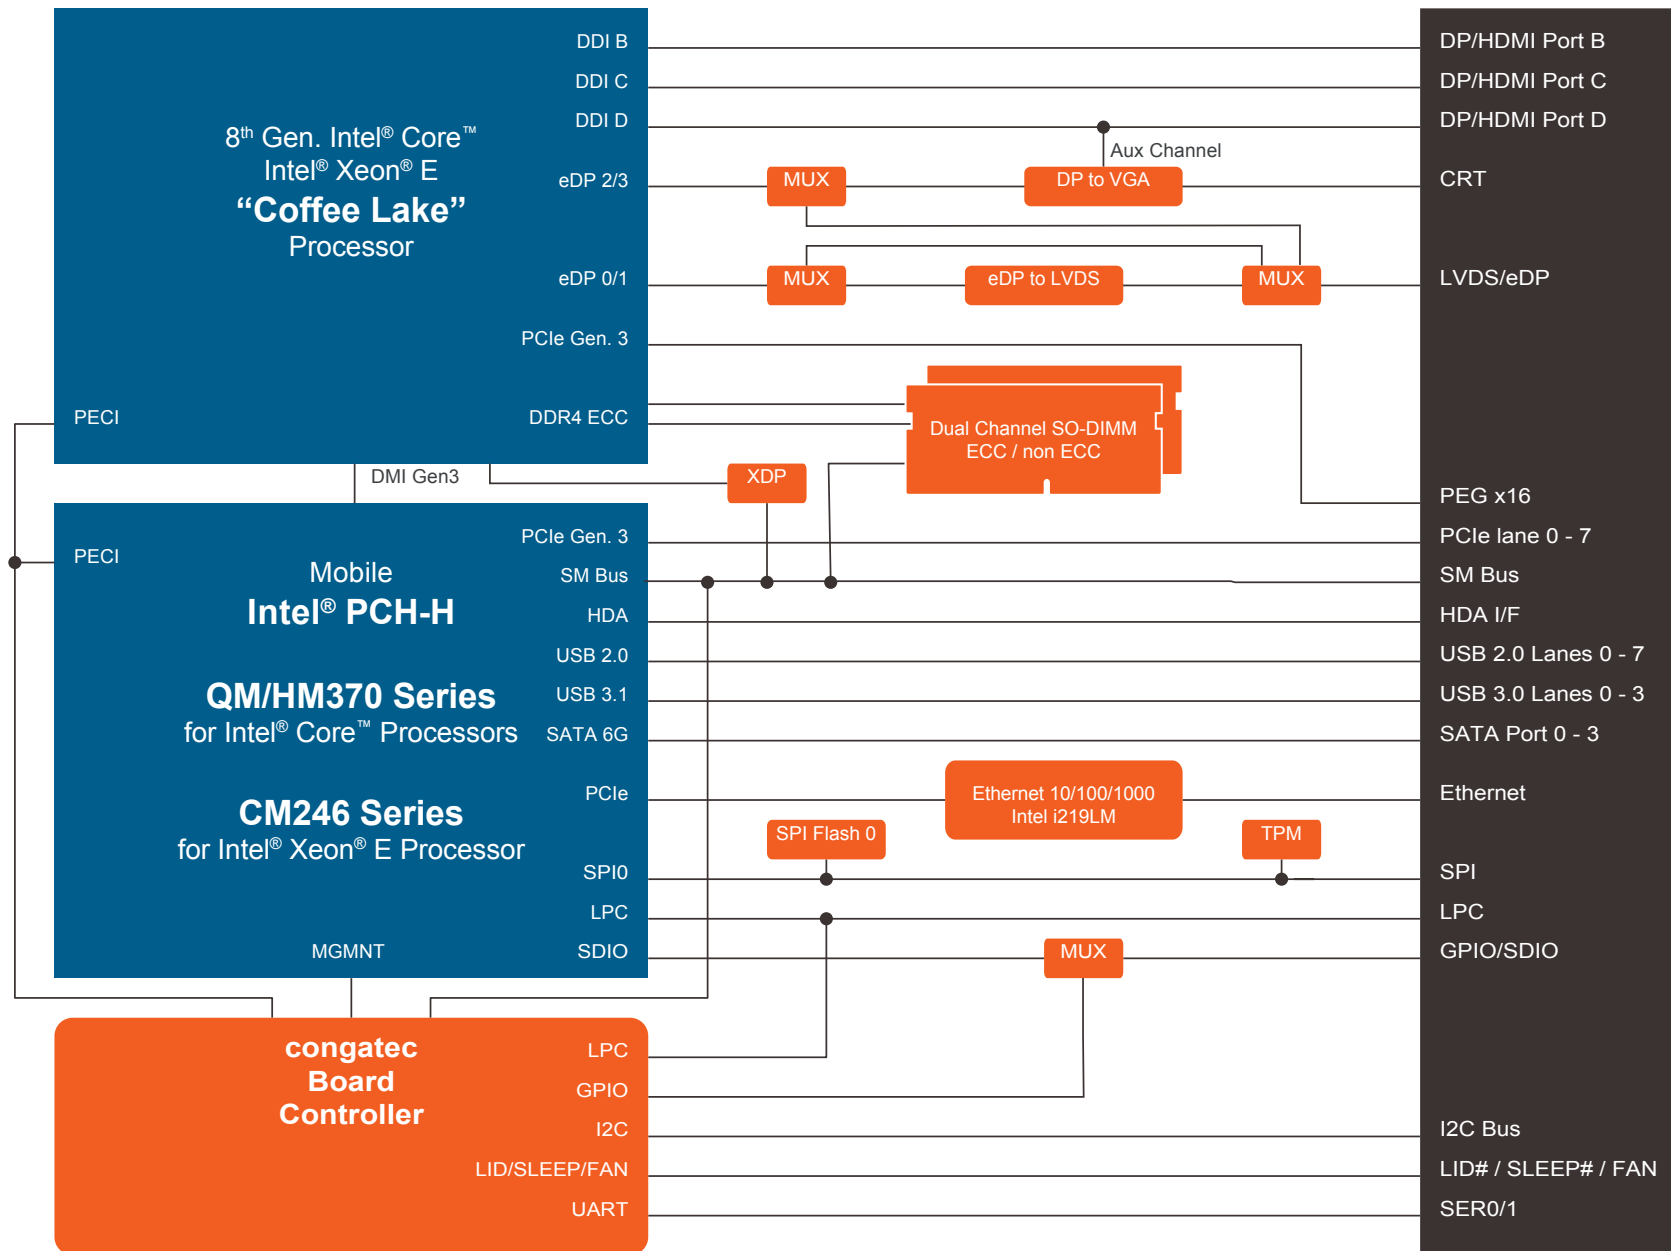 8th Gen. Intel® Core™
Intel® Xeon® E
“Coffee Lake”
Processor
DDI B
DDI C
DDI D
eDP 2/3
eDP 0/1
PCIe Gen. 3
DDR4 ECC
PECI
Aux Channel
MUX
DP to VGA
MUX
eDP to LVDS
MUX
Dual Channel SO-DIMM
ECC / non ECC
DMI Gen3
XDP
PECI
Mobile
Intel® PCH-H
QM/HM370 Series
for Intel® Core™ Processors
CM246 Series
for Intel® Xeon® E Processor
MGMNT
PCIe Gen. 3
SM Bus
HDA
USB 2.0
USB 3.1
SATA 6G
PCIe
SPI0
LPC
SDIO
Ethernet 10/100/1000
Intel i219LM
SPI Flash 0
TPM
MUX
congatec
Board
Controller
LPC
GPIO
I2C
LID/SLEEP/FAN
UART
DP/HDMI Port B
DP/HDMI Port C
DP/HDMI Port D
CRT
LVDS/eDP
PEG x16
PCIe lane 0 - 7
SM Bus
HDA I/F
USB 2.0 Lanes 0 - 7
USB 3.0 Lanes 0 - 3
SATA Port 0 - 3
Ethernet
SPI
LPC
GPIO/SDIO
I2C Bus
LID# / SLEEP# / FAN
SER0/1